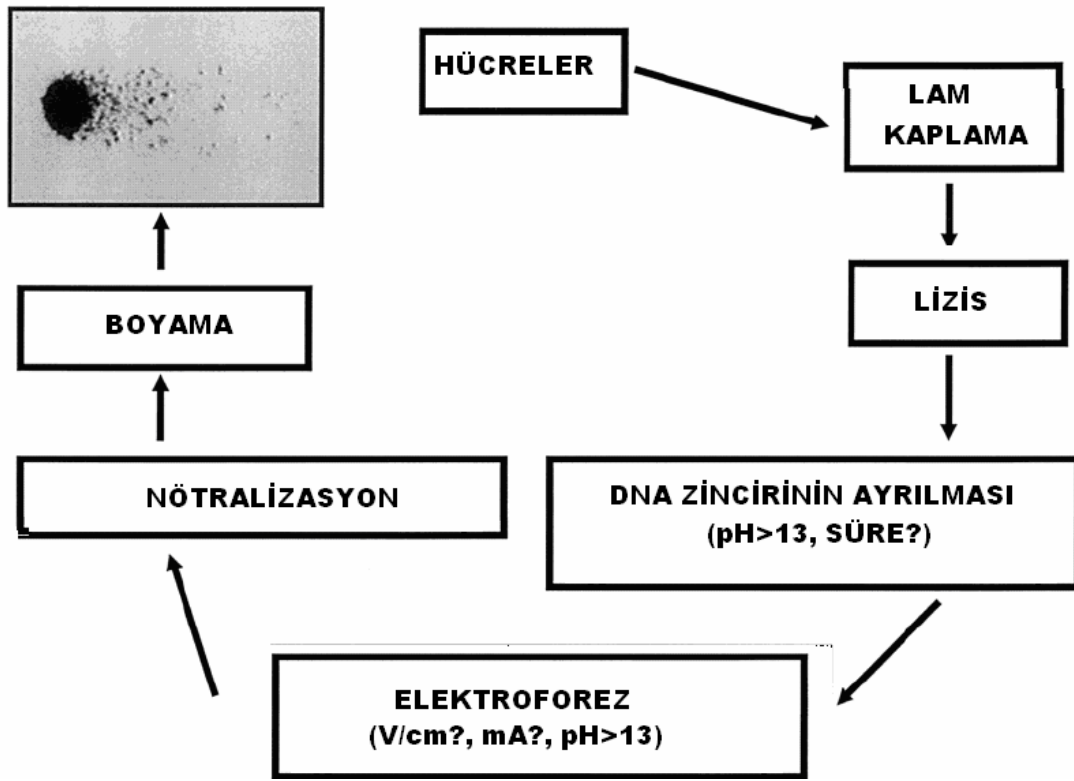 HÜCRELER
LAM
KAPLAMA
LİZİS
DNA ZİNCİRİNİN AYRILMASI
(pH>13, SÜRE?)
ELEKTROFOREZ
(V/cm?, mA?, pH>13)
NÖTRALİZASYON
BOYAMA